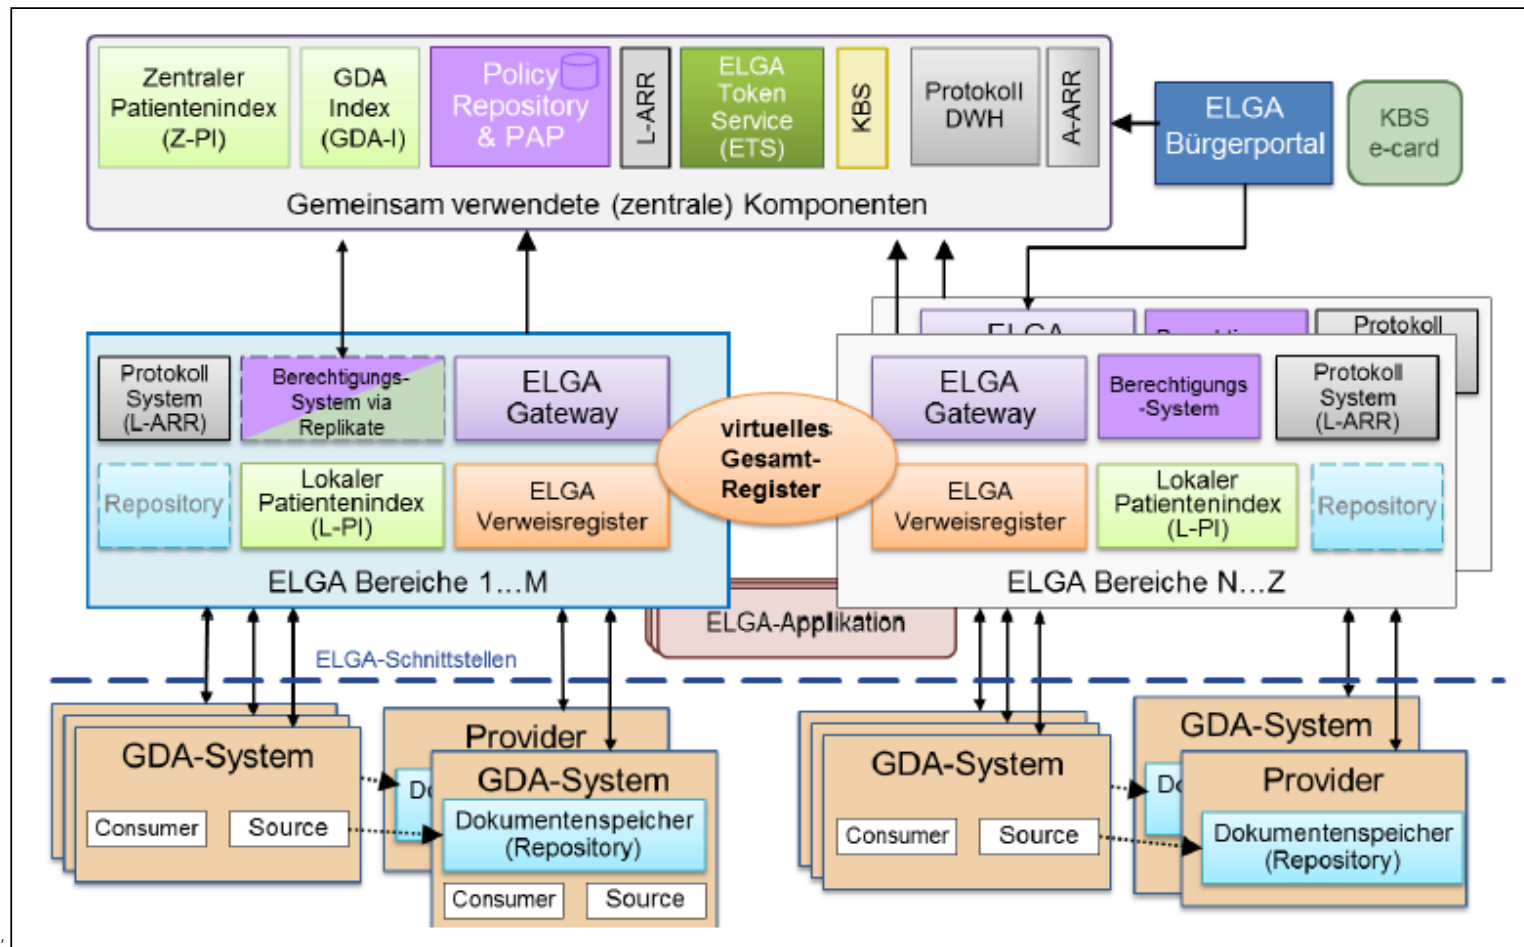 Zentraler
Patientenindex
(Z-PI)
GDA
Index
(GDA-I)
Policy
Repository
& PAP
L-ARR
ELGA
Token
Service
(ETS)
KBS
Protokoll
DWH
A-ARR
Gemeinsam verwendete (zentrale) Komponenten
ELGA
Bürgerportal
KBS
e-card
Protokoll
System
(L-ARR)
Berechtigungs-
System via
Replikate
ELGA
Gateway
Repository
Lokaler
Patientenindex
(L-PI)
ELGA
Verweisregister
ELGA Bereiche 1...M
virtuelles
Gesamt-
Register
ELGA
Protokoll
ELGA
Gateway
Berechtigungs
-System
Protokoll
System
(L-ARR)
ELGA
Verweisregister
Lokaler
Patientenindex
(L-PI)
Repository
ELGA Bereiche N...Z
ELGA-Applikation
ELGA-Schnittstellen
GDA-System
Consumer
Source
Provider
GDA-System
Dokumentenspeicher
(Repository)
Consumer
Source
GDA-System
Consumer
Source
GDA-System
Provider
Dokumentenspeicher
(Repository)